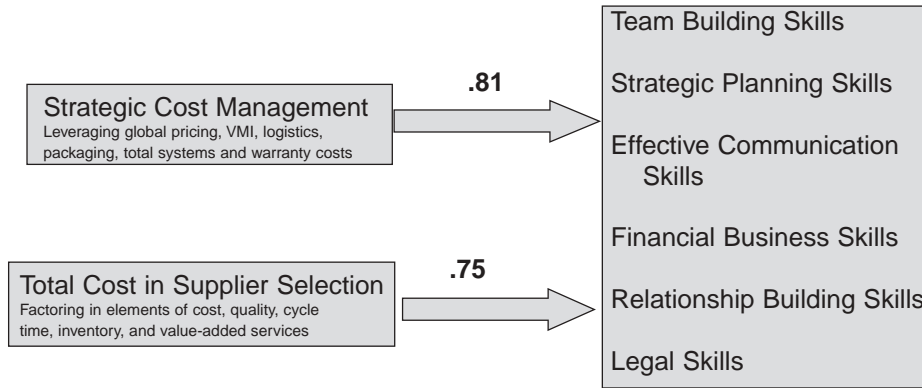 Strategic Cost Management
Leveraging global pricing, VMI, logistics,
packaging, total systems and warranty costs
.81
Total Cost in Supplier Selection
Factoring in elements of cost, quality, cycle
time, inventory, and value-added services
.75
Team Building Skills
Strategic Planning Skills
Effective Communication
Skills
Financial Business Skills
Relationship Building Skills
Legal Skills